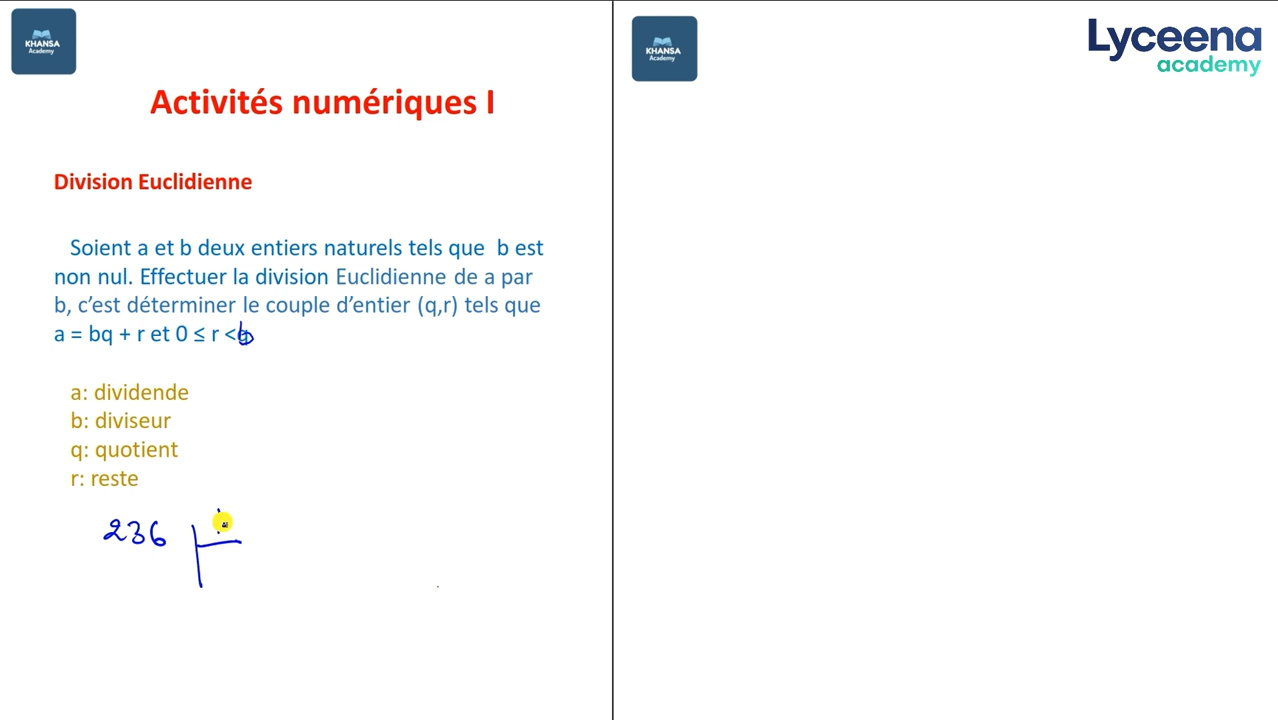 KHANSA
Academy
Activités numériques I
Division Euclidienne
Soient a et b deux entiers naturels tels que b est
non nul. Effectuer la division Euclidienne de a par
b, c’est déterminer le couple d’entier (q,r) tels que
a = bq + r et 0 ≤ r < b
a: dividende
b: diviseur
q: quotient
r: reste
236
KHANSA
Academy
Lyceena
academy